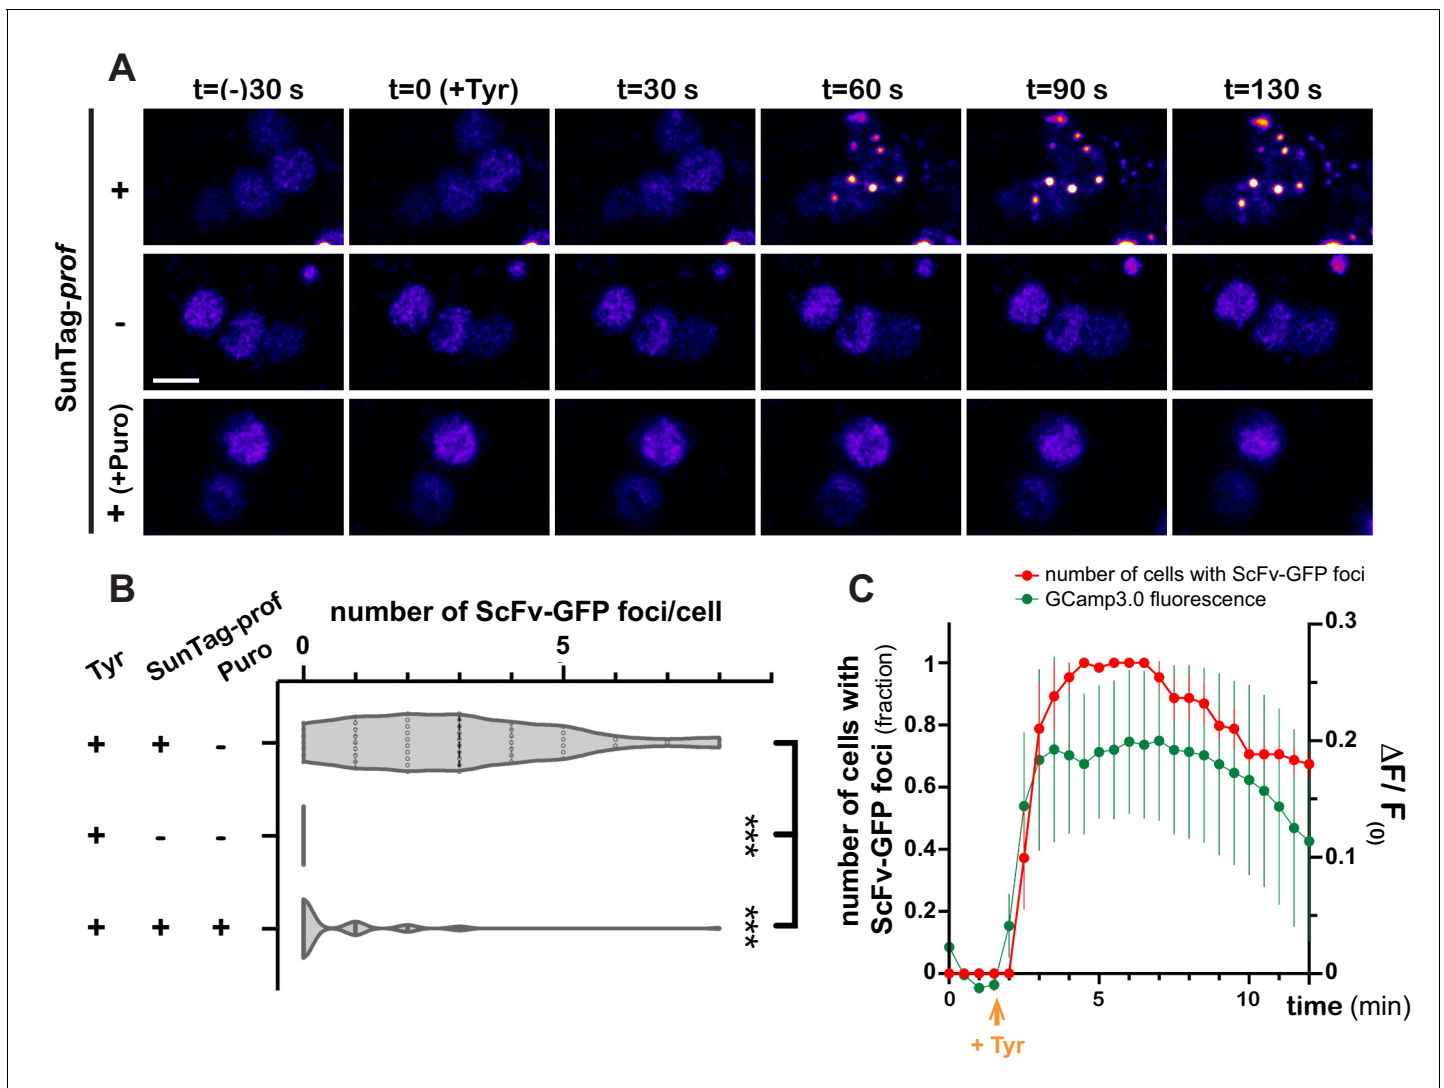 A
t=(-)30 s t=0 (+Tyr) t=30 s t=60 s t=90 s t=130 s
SunTag-prof
+
-
+ (+Puro)
B
number of ScFv-GFP foci/cell
Tyr SunTag-prof Puro
0 5
+ + -
+ - -
***
+ + +
***
C
number of cells with ScFv-GFP foci
GCamp3.0 fluorescence
number of cells with
ScFv-GFP foci (fraction)
1
0.8
0.6
0.4
0.2
0
0.3
0.2
0.1
0
ΔF/ F(0)
0 5 10 time (min)
+ Tyr